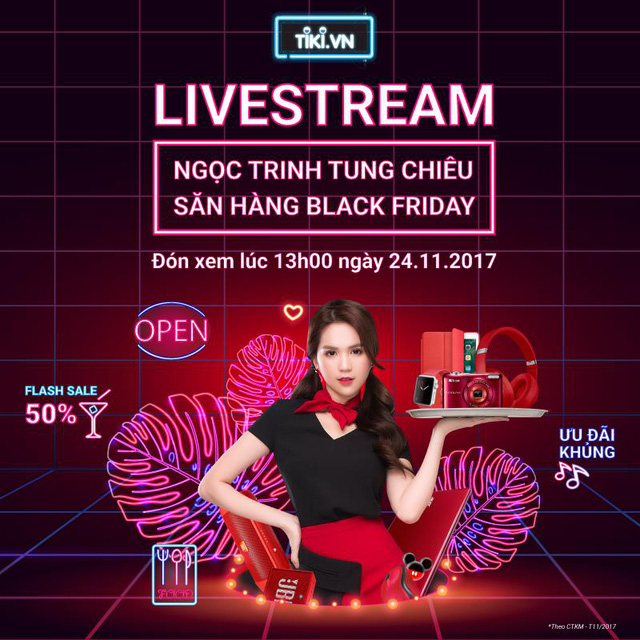 TIKI.VN
LIVESTREAM
NGỌC TRINH TUNG CHIÊU
SĂN HÀNG BLACK FRIDAY
Đón xem lúc 13h00 ngày 24.11.2017
OPEN
FLASH SALE
50%
ƯU ĐÃI
KHỦNG
JBL
*Theo CTKM - T11/2017